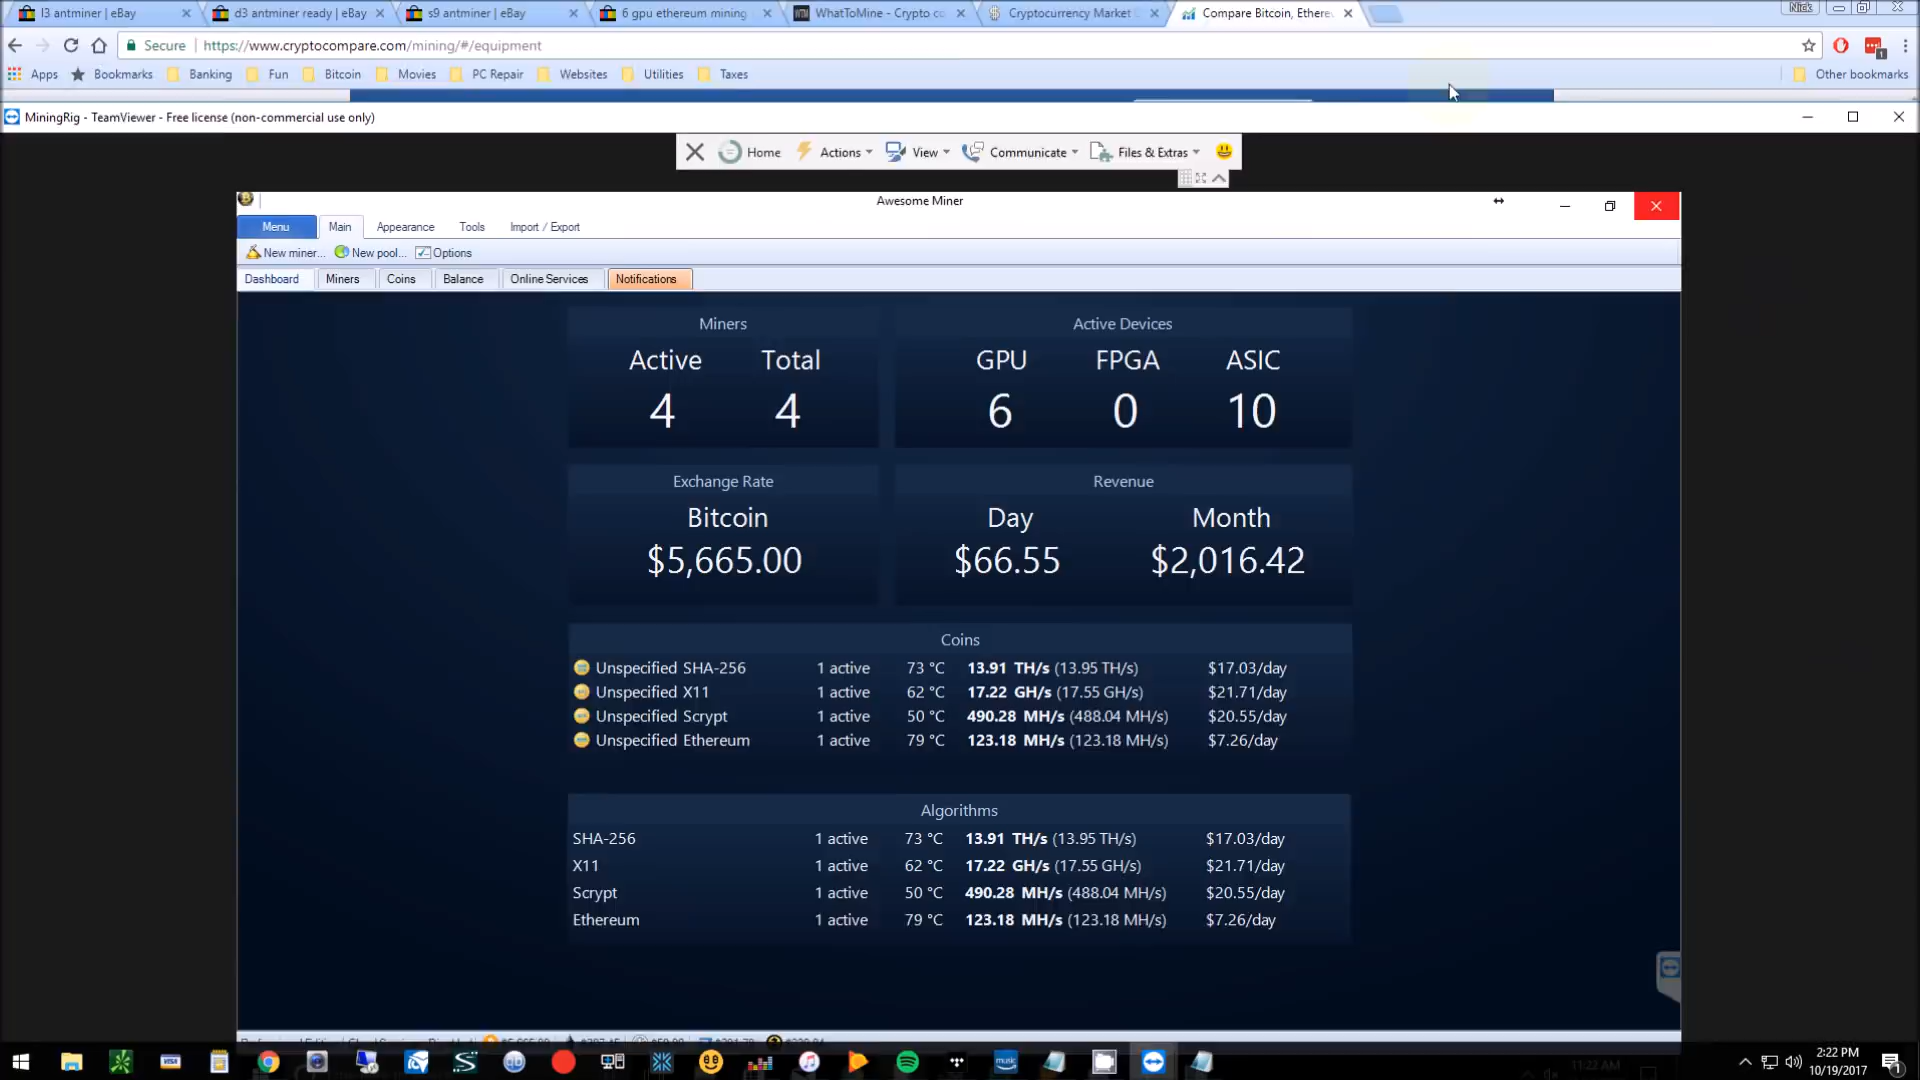 l3 antminer | eBay
d3 antminer ready | eBay
s9 antminer | eBay
6 gpu ethereum mining
WhatToMine - Crypto co
Cryptocurrency Market
Compare Bitcoin, Ethere
Nick
Secure
https://www.cryptocompare.com/mining/#/equipment
1
Apps
Bookmarks
Banking
Fun
Bitcoin
Movies
PC Repair
Websites
Utilities
Taxes
Other bookmarks
MiningRig - TeamViewer - Free license (non-commercial use only)
Home
Actions
View
Communicate
Files & Extras
Awesome Miner
Menu
Main
Appearance
Tools
Import / Export
New miner...
New pool...
Options
Dashboard
Miners
Coins
Balance
Online Services
Notifications
Miners
Active Total
4 4
Active Devices
GPU FPGA ASIC
6 0 10
Exchange Rate
Bitcoin
$5,665.00
Revenue
Day Month
$66.55 $2,016.42
Coins
Unspecified SHA-256 1 active 73 °C 13.91 TH/s (13.95 TH/s) $17.03/day
Unspecified X11 1 active 62 °C 17.22 GH/s (17.55 GH/s) $21.71/day
Unspecified Scrypt 1 active 50 °C 490.28 MH/s (488.04 MH/s) $20.55/day
Unspecified Ethereum 1 active 79 °C 123.18 MH/s (123.18 MH/s) $7.26/day
Algorithms
SHA-256 1 active 73 °C 13.91 TH/s (13.95 TH/s) $17.03/day
X11 1 active 62 °C 17.22 GH/s (17.55 GH/s) $21.71/day
Scrypt 1 active 50 °C 490.28 MH/s (488.04 MH/s) $20.55/day
Ethereum 1 active 79 °C 123.18 MH/s (123.18 MH/s) $7.26/day
VISA
music
11:22 AM
2:22 PM
10/19/2017
1